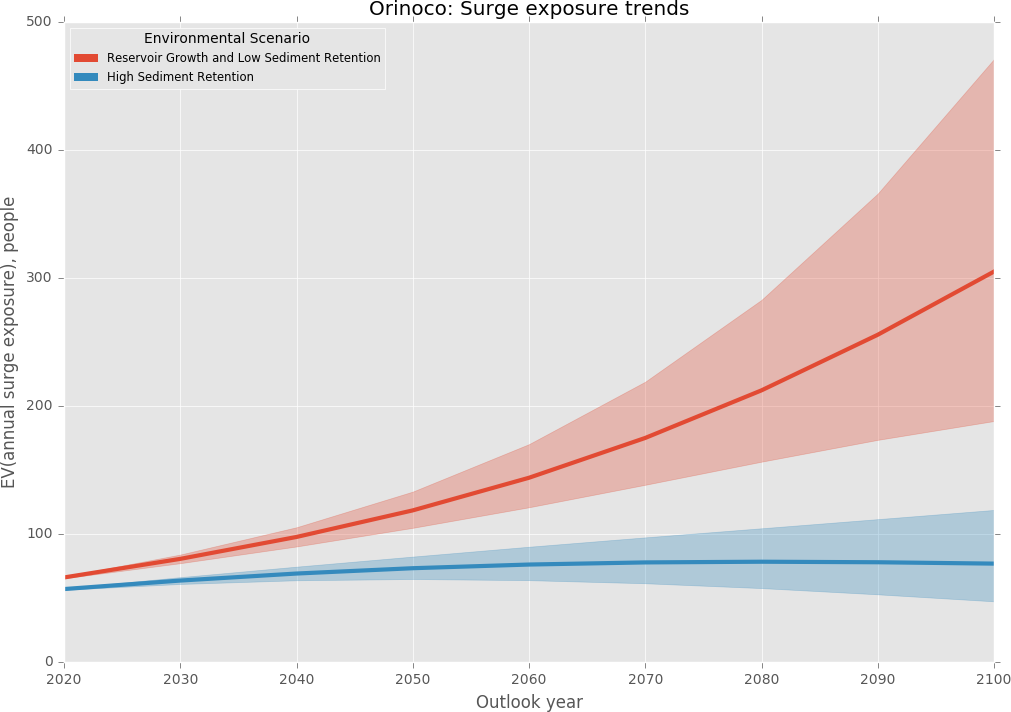 Orinoco: Surge exposure trends
Environmental Scenario
Reservoir Growth and Low Sediment Retention
High Sediment Retention
EV(annual surge exposure), people
500
400
300
200
100
0
2020 2030 2040 2050 2060 2070 2080 2090 2100
Outlook year